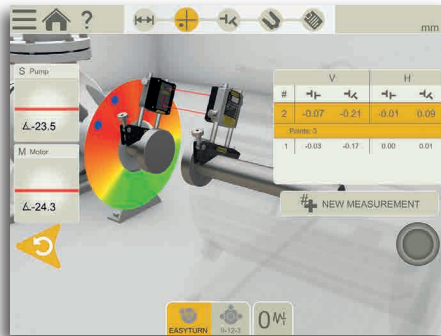 ?
mm
S Pump
-23.5
M Motor
-24.3
V H
#
2 -0.07 -0.21 -0.01 0.09
Points: 3
1 -0.03 -0.17 0.00 0.01
# NEW MEASUREMENT
EASYTURN 9-12-3
0